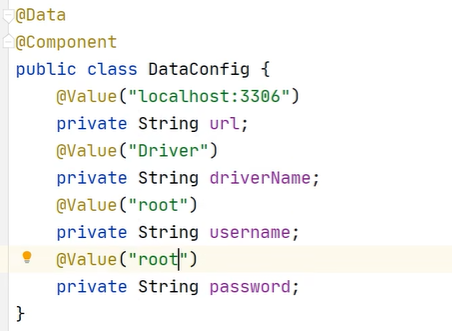 @Data
@Component
public class DataConfig {
    @Value("localhost:3306")
    private String url;
    @Value("Driver")
    private String driverName;
    @Value("root")
    private String username;
    @Value("root")
    private String password;
}